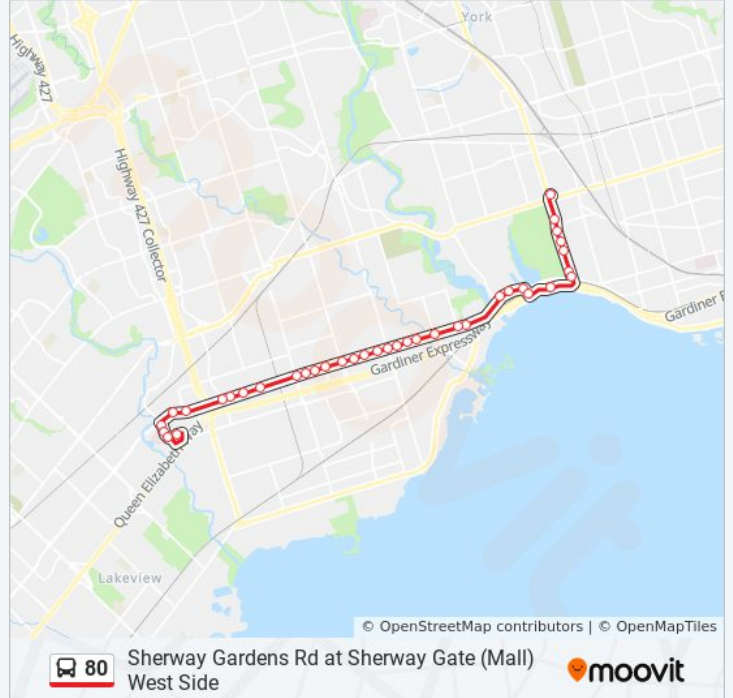 York
Highway 427
Highway 427 Collector
Gardiner E
Gardiner Expressway
Queen Elizabeth Way
Lakeview
© OpenStreetMap contributors | © OpenMapTiles
80
Sherway Gardens Rd at Sherway Gate (Mall)
West Side
moovit